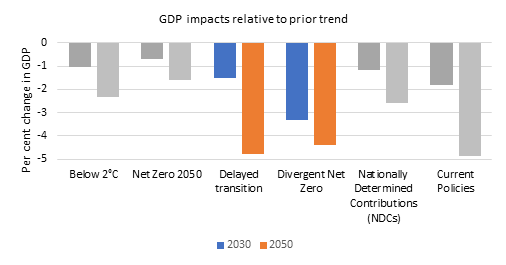 GDP impacts relative to prior trend
Per cent change in GDP
0
-1
-2
-3
-4
-5
Below 2°C
Net Zero 2050
Delayed
transition
Divergent Net
Zero
Nationally
Determined
Contributions
(NDCs)
Current
Policies
2030
2050